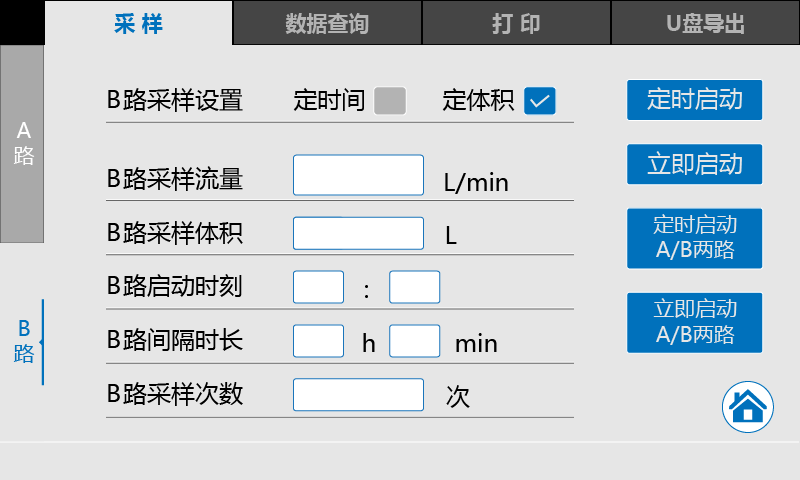 采样 数据查询 打印 U盘导出
A
路
B
路
B路采样设置 定时间 定体积
B路采样流量 L/min
B路采样体积 L
B路启动时刻 :
B路间隔时长 h min
B路采样次数 次
定时启动
立即启动
定时启动
A/B两路
立即启动
A/B两路